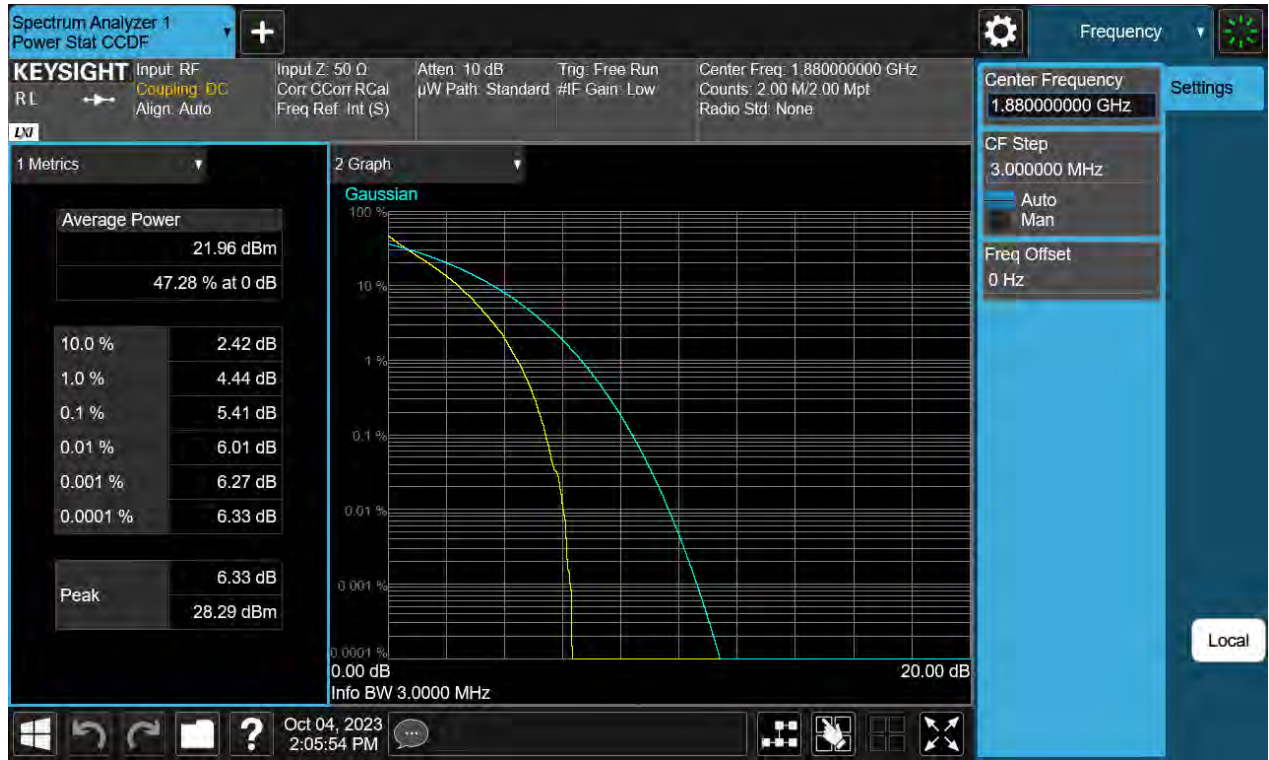 Spectrum Analyzer 1
Power Stat CCDF
+
Frequency
KEYSIGHT
RL
LXI
Input: RF
Coupling: DC
Align: Auto
Input Z: 50 Ω
Corr CCorr RCal
Freq Ref: Int (S)
Atten: 10 dB
µW Path: Standard
Trig: Free Run
#IF Gain: Low
Center Freq: 1.880000000 GHz
Counts: 2.00 M/2.00 Mpt
Radio Std: None
Center Frequency
1.880000000 GHz
Settings
CF Step
3.000000 MHz
Auto
Man
Freq Offset
0 Hz
1 Metrics
Average Power
21.96 dBm
47.28 % at 0 dB
10.0 % 2.42 dB
1.0 % 4.44 dB
0.1 % 5.41 dB
0.01 % 6.01 dB
0.001 % 6.27 dB
0.0001 % 6.33 dB
Peak 6.33 dB
28.29 dBm
2 Graph
Gaussian
100 %
10 %
1 %
0.1 %
0.01 %
0.001 %
0.0001 %
0.00 dB 20.00 dB
Info BW 3.0000 MHz
Local
?
Oct 04, 2023
2:05:54 PM